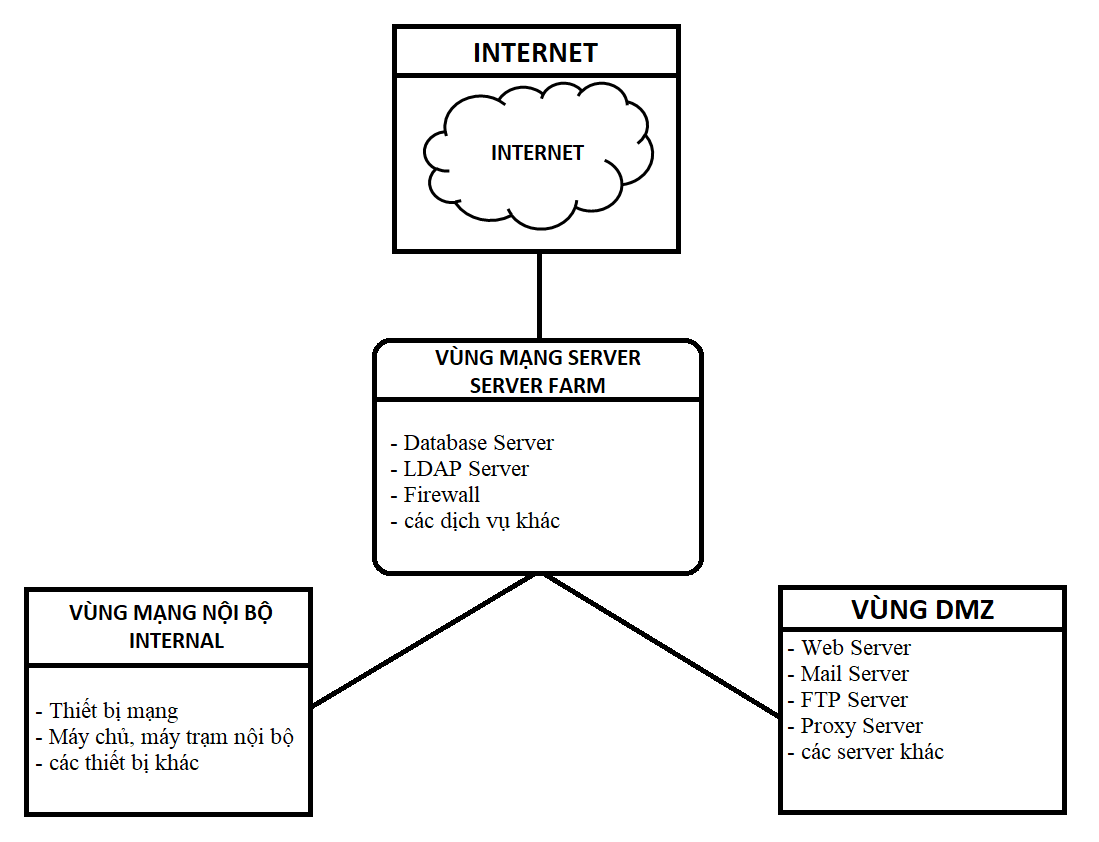 INTERNET
INTERNET
VÙNG MẠNG SERVER
SERVER FARM
- Database Server
- LDAP Server
- Firewall
- các dịch vụ khác
VÙNG MẠNG NỘI BỘ
INTERNAL
- Thiết bị mạng
- Máy chủ, máy trạm nội bộ
- các thiết bị khác
VÙNG DMZ
- Web Server
- Mail Server
- FTP Server
- Proxy Server
- các server khác